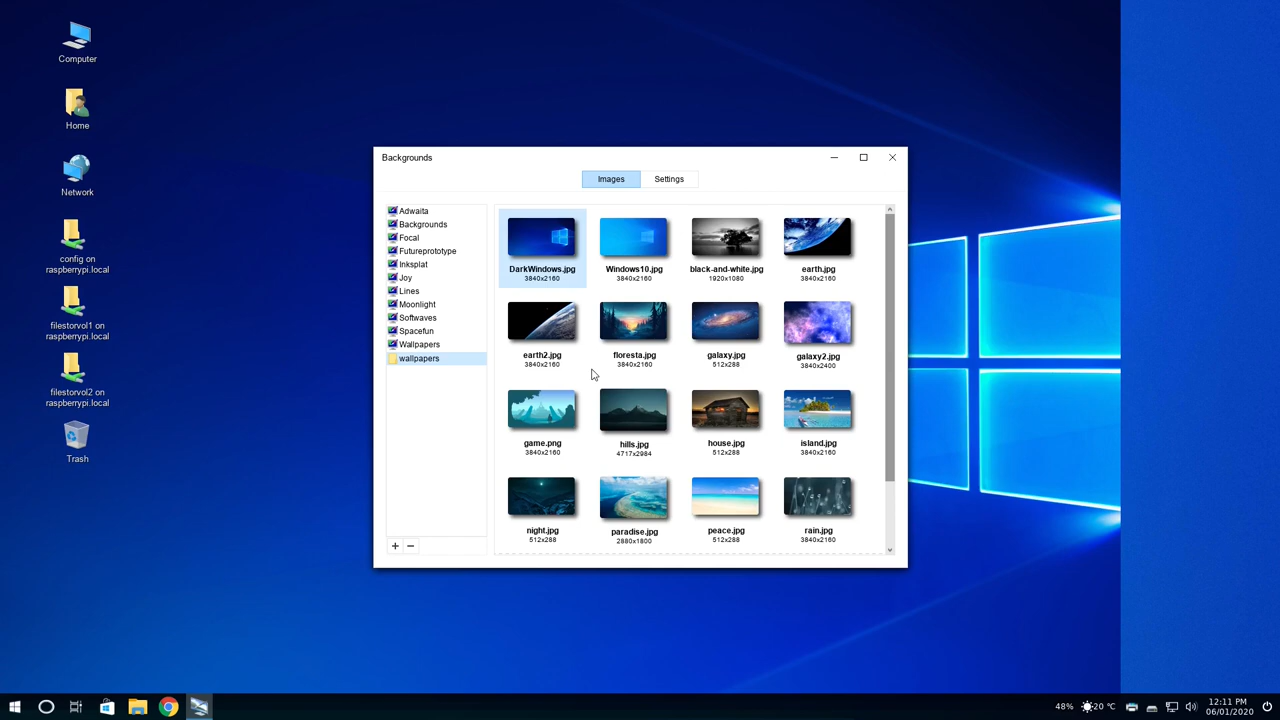 Computer
Home
Network
config on
raspberrypi.local
filestorvol1 on
raspberrypi.local
filestorvol2 on
raspberrypi.local
Trash
Backgrounds
Images
Settings
Adwaita
Backgrounds
Focal
Futureprototype
Inksplat
Joy
Lines
Moonlight
Softwaves
Spacefun
Wallpapers
wallpapers
DarkWindows.jpg
3840x2160
Windows10.jpg
3840x2160
black-and-white.jpg
1920x1080
earth.jpg
3840x2160
earth2.jpg
3840x2160
floresta.jpg
3840x2160
galaxy.jpg
512x288
galaxy2.jpg
3840x2400
game.png
3840x2160
hills.jpg
4717x2984
house.jpg
512x288
island.jpg
3840x2160
night.jpg
512x288
paradise.jpg
2880x1800
peace.jpg
512x288
rain.jpg
3840x2160
48%
20 °C
12:11 PM
06/01/2020